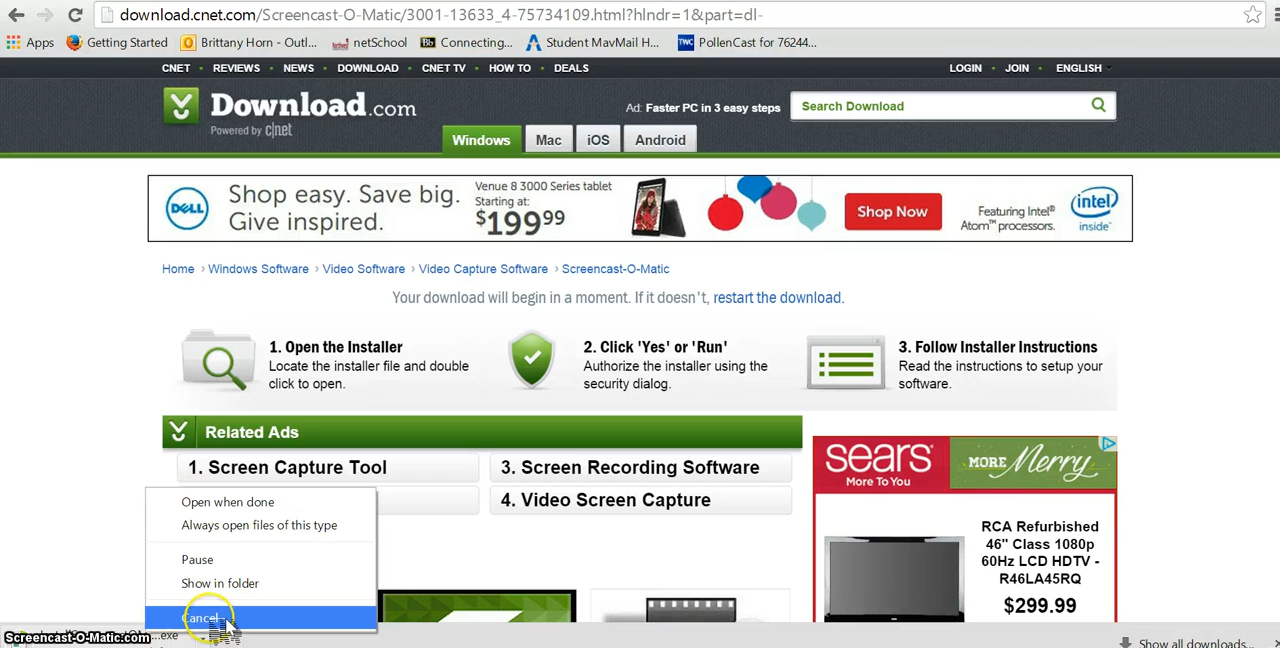 download.cnet.com/Screencast-O-Matic/3001-13633_4-75734109.html?hlndr=1&part=dl-
Apps Getting Started Brittany Horn - Outl... netSchool Bb Connecting... Student MavMail H... TWC PollenCast for 76244...
CNET REVIEWS NEWS DOWNLOAD CNET TV HOW TO DEALS LOGIN JOIN ENGLISH
Download.com
Powered by c|net
Ad: Faster PC in 3 easy steps
Search Download
Windows Mac iOS Android
DELL
Shop easy. Save big.
Give inspired.
Venue 8 3000 Series tablet
Starting at:
$199 99
Shop Now
Featuring Intel®
Atom™ processors.
intel
inside™
Home › Windows Software › Video Software › Video Capture Software › Screencast-O-Matic
Your download will begin in a moment. If it doesn't, restart the download.
1. Open the Installer
Locate the installer file and double
click to open.
2. Click 'Yes' or 'Run'
Authorize the installer using the
security dialog.
3. Follow Installer Instructions
Read the instructions to setup your
software.
Related Ads
1. Screen Capture Tool
3. Screen Recording Software
4. Video Screen Capture
Open when done
Always open files of this type
Pause
Show in folder
Cancel
sears
More To You
MORE Merry
RCA Refurbished
46" Class 1080p
60Hz LCD HDTV -
R46LA45RQ
$299.99
Screencast-O-Matic.com
...exe
Show all downloads...